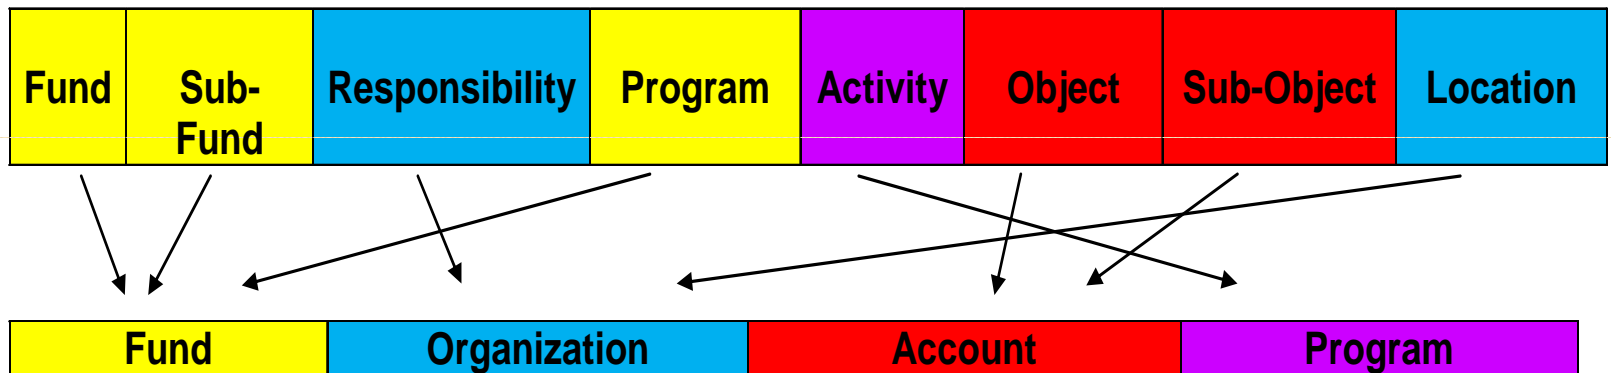 Fund Sub- Responsibility Program Activity Object Sub-Object Location
Fund
Fund Organization Account Program